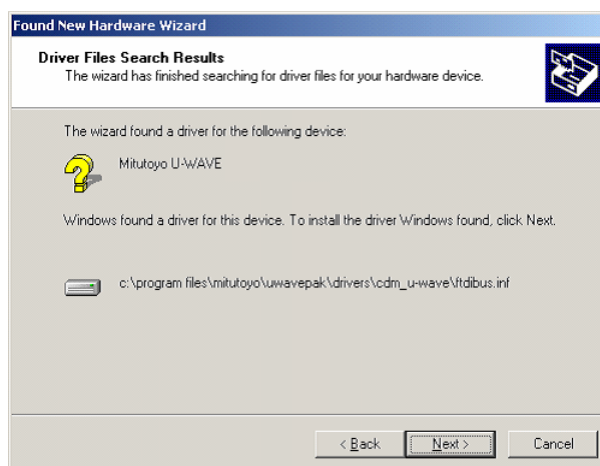 Found New Hardware Wizard
Driver Files Search Results
The wizard has finished searching for driver files for your hardware device.
The wizard found a driver for the following device:
Mitutoyo U-WAVE
Windows found a driver for this device. To install the driver Windows found, click Next.
c:\program files\mitutoyo\uwavepak\drivers\cdm_u-wave\ftdibus.inf
< Back
Next >
Cancel